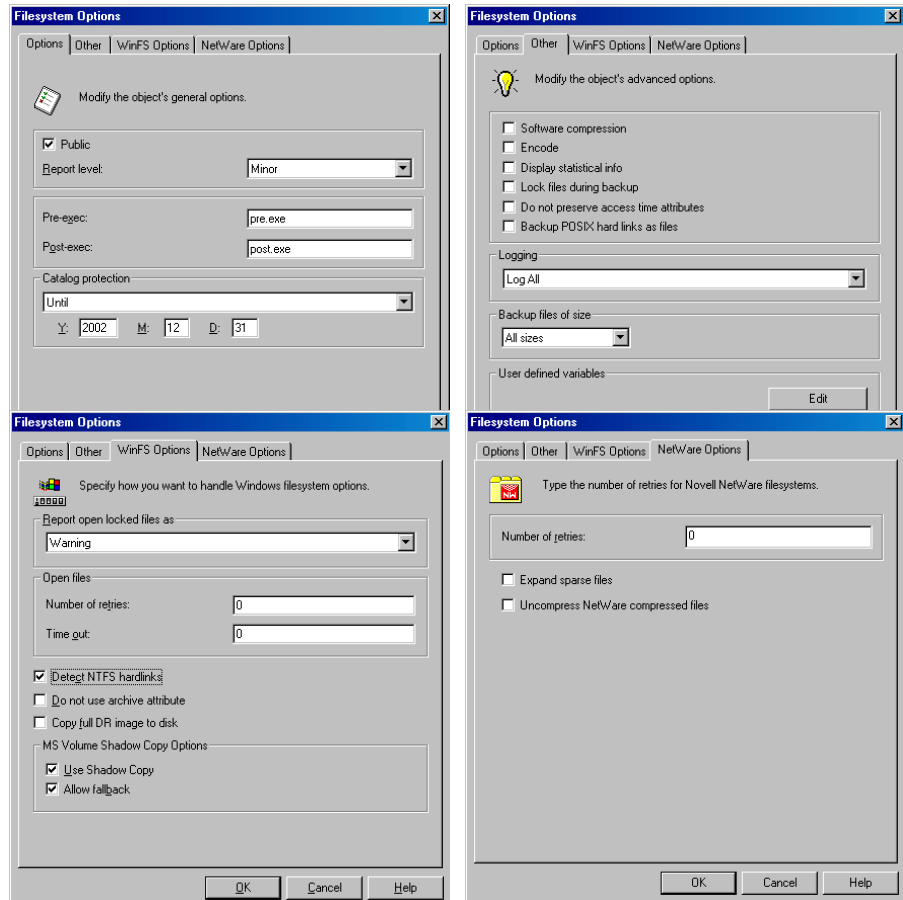 Filesystem Options
Options Other WinFS Options NetWare Options
Modify the object's general options.
Public
Report level: Minor
Pre-exec: pre.exe
Post-exec: post.exe
Catalog protection
Until
Y: 2002 M: 12 D: 31
Filesystem Options
Options Other WinFS Options NetWare Options
Modify the object's advanced options.
Software compression
Encode
Display statistical info
Lock files during backup
Do not preserve access time attributes
Backup POSIX hard links as files
Logging
Log All
Backup files of size
All sizes
User defined variables
Edit
Filesystem Options
Options Other WinFS Options NetWare Options
Specify how you want to handle Windows filesystem options.
Report open locked files as
Warning
Open files
Number of retries: 0
Time out: 0
Detect NTFS hardlinks
Do not use archive attribute
Copy full DR image to disk
MS Volume Shadow Copy Options
Use Shadow Copy
Allow fallback
OK Cancel Help
Filesystem Options
Options Other WinFS Options NetWare Options
NW
Type the number of retries for Novell NetWare filesystems.
Number of retries: 0
Expand sparse files
Uncompress NetWare compressed files
OK Cancel Help